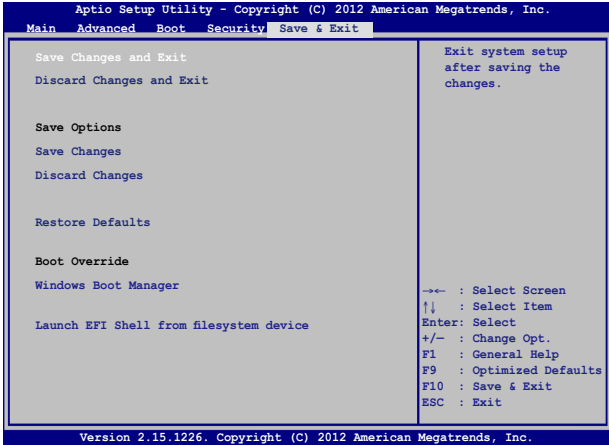 Aptio Setup Utility - Copyright (C) 2012 American Megatrends, Inc.
Main Advanced Boot Security Save & Exit
Save Changes and Exit
Discard Changes and Exit
Save Options
Save Changes
Discard Changes
Restore Defaults
Boot Override
Windows Boot Manager
Launch EFI Shell from filesystem device
Exit system setup
after saving the
changes.
→← : Select Screen
↑↓ : Select Item
Enter: Select
+/— : Change Opt.
F1 : General Help
F9 : Optimized Defaults
F10 : Save & Exit
ESC : Exit
Version 2.15.1226. Copyright (C) 2012 American Megatrends, Inc.